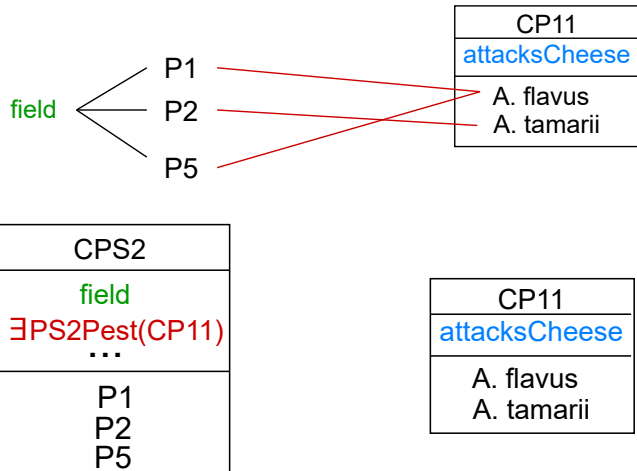 CP11
attacksCheese
P1
A. flavus
field
P2
A. tamarii
P5
CPS2
field
∃PS2Pest(CP11)
...
P1
P2
P5
CP11
attacksCheese
A. flavus
A. tamarii